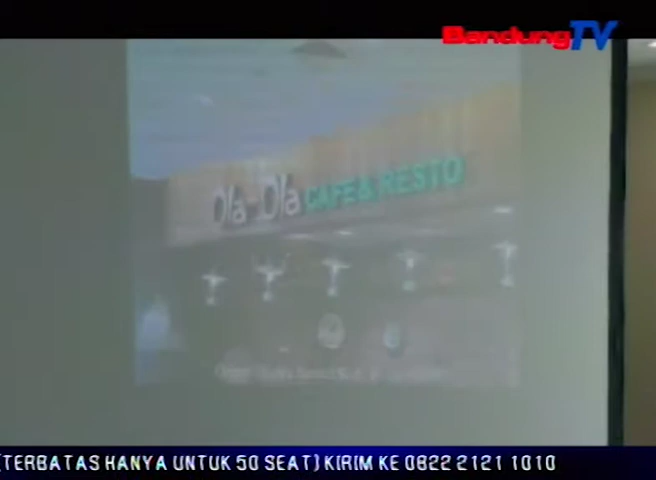 BandungTV
Ola-Ola CAFE & RESTO
(TERBATAS HANYA UNTUK 50 SEAT) KIRIM KE 0822 2121 1010